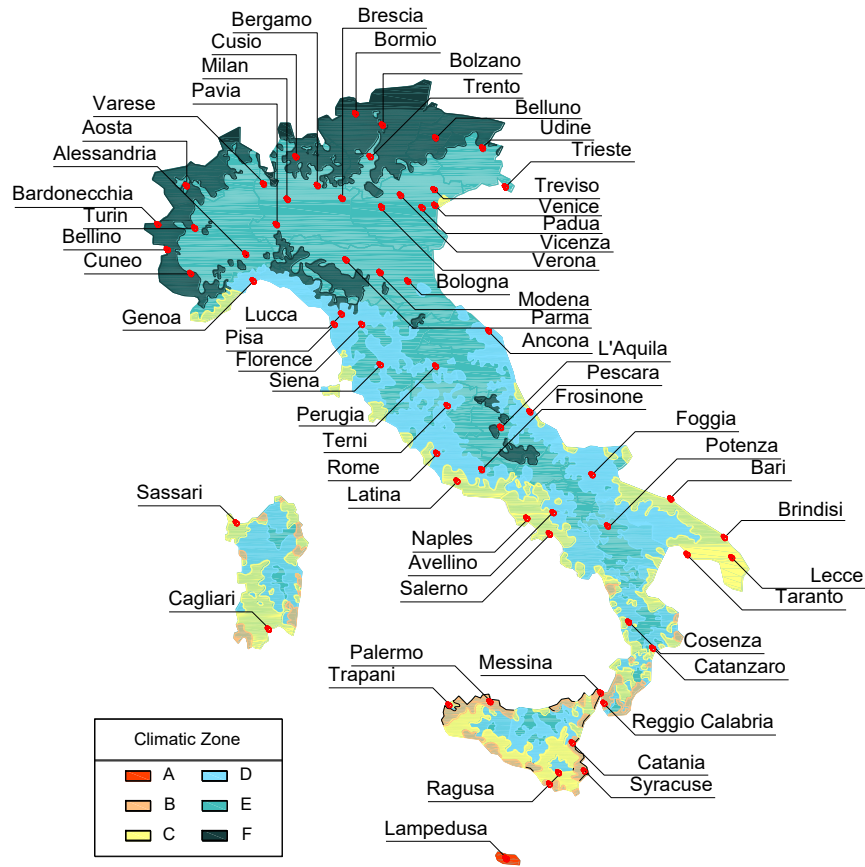 Bergamo
Brescia
Cusio
Bormio
Milan
Bolzano
Pavia
Trento
Varese
Belluno
Aosta
Udine
Alessandria
Trieste
Bardonecchia
Treviso
Turin
Venice
Bellino
Padua
Cuneo
Vicenza
Verona
Bologna
Genoa
Modena
Lucca
Parma
Pisa
Ancona
Florence
L'Aquila
Siena
Pescara
Frosinone
Perugia
Foggia
Terni
Potenza
Rome
Bari
Latina
Sassari
Brindisi
Naples
Avellino
Lecce
Salerno
Taranto
Cagliari
Cosenza
Catanzaro
Palermo
Messina
Trapani
Reggio Calabria
Catania
Ragusa
Syracuse
Lampedusa
Climatic Zone
A D
B E
C F